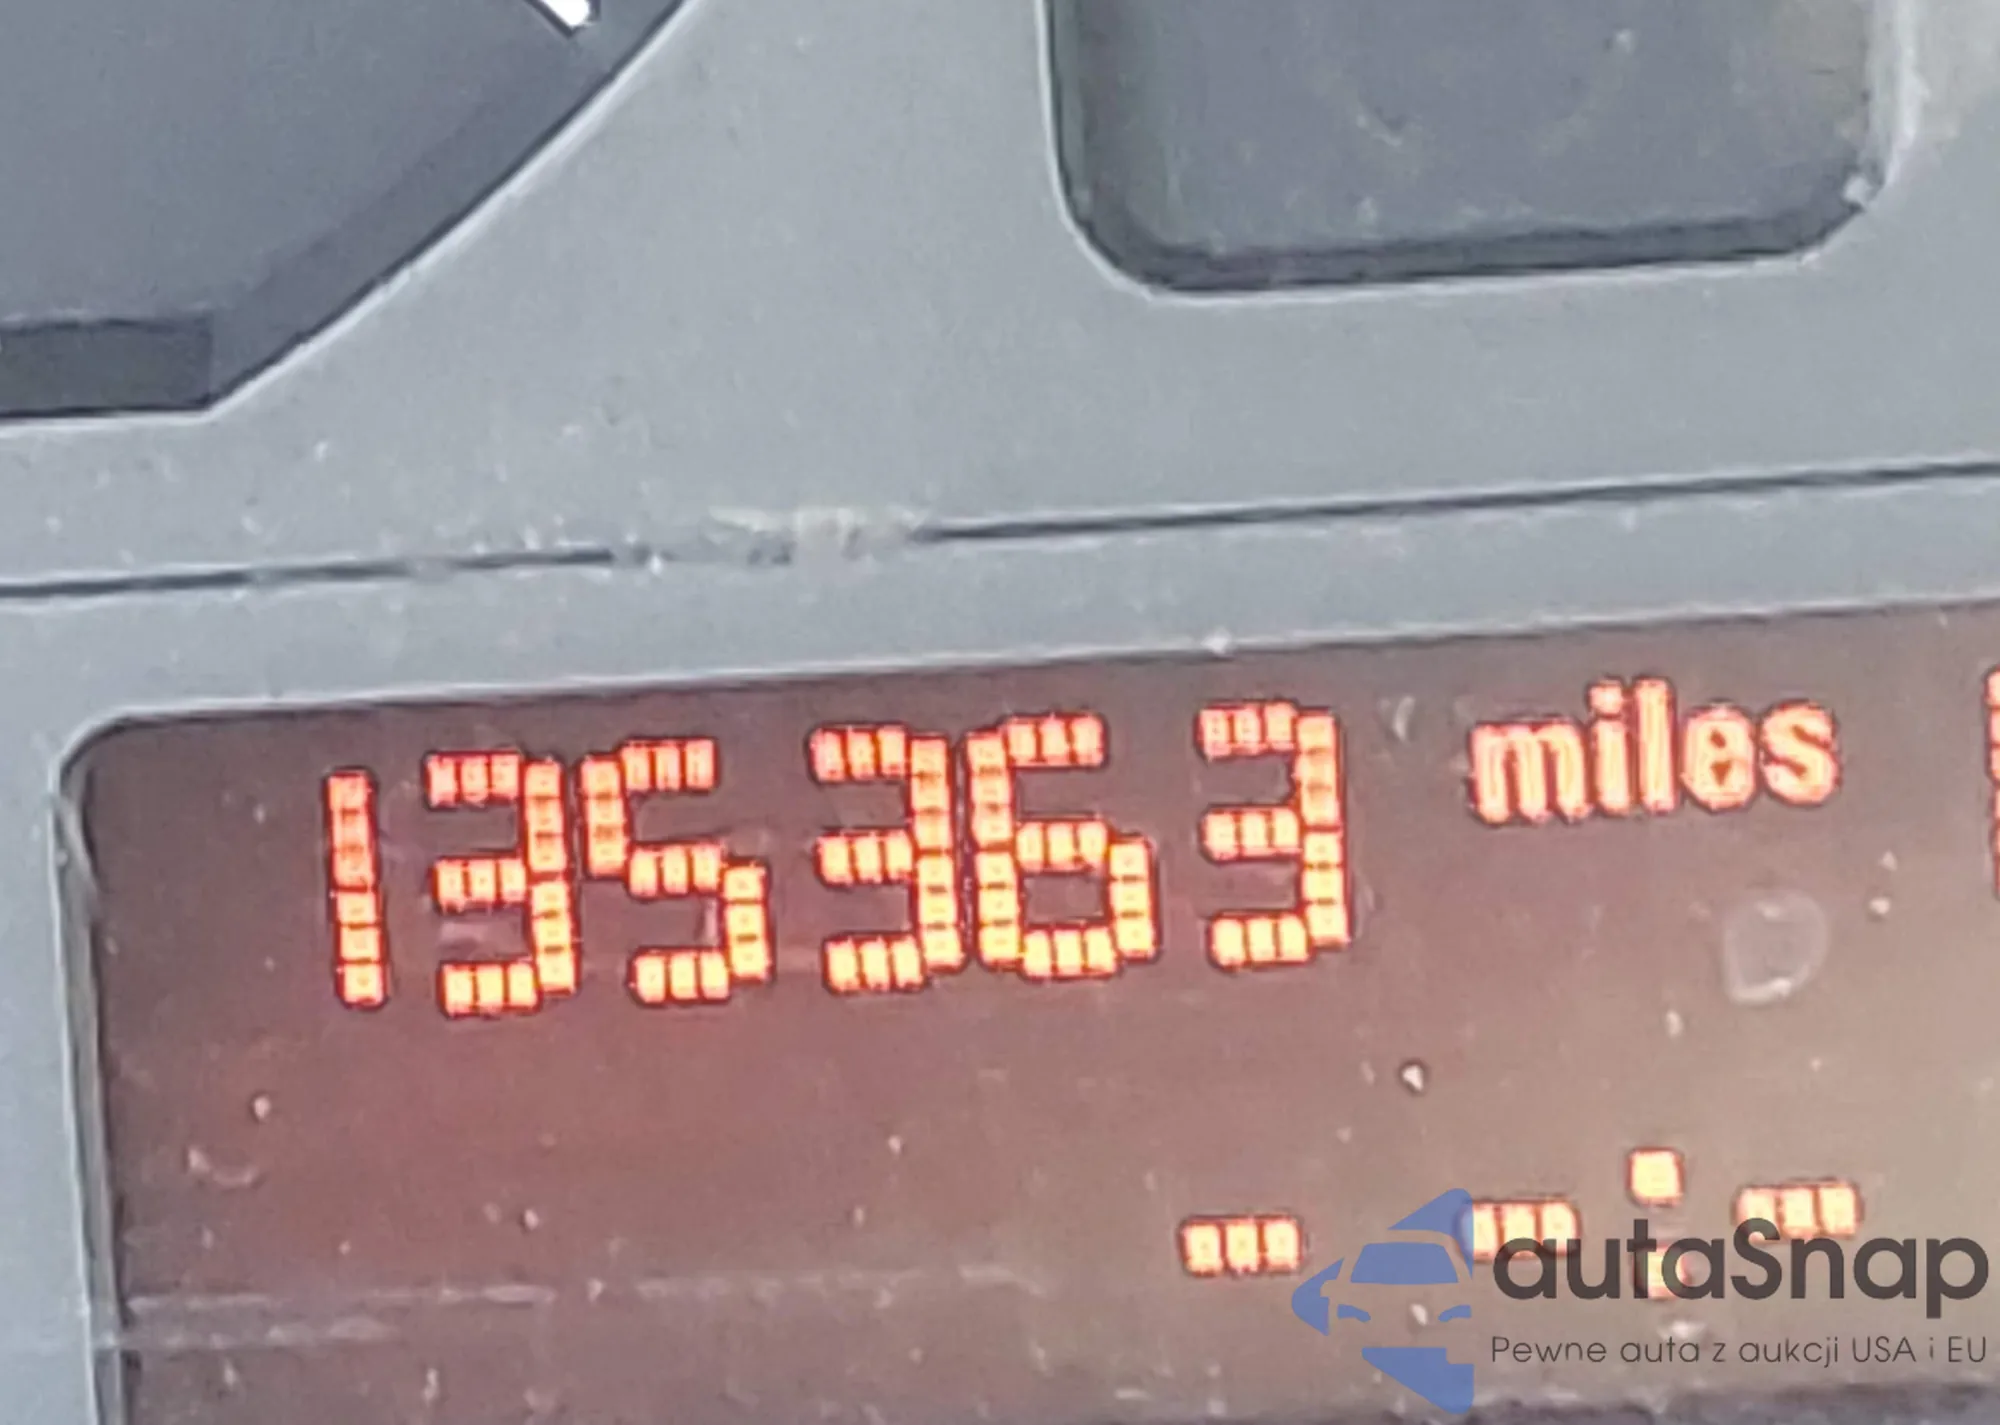 135363 miles
- -:-
autaSnap
Pewne auta z aukcji USA i EU